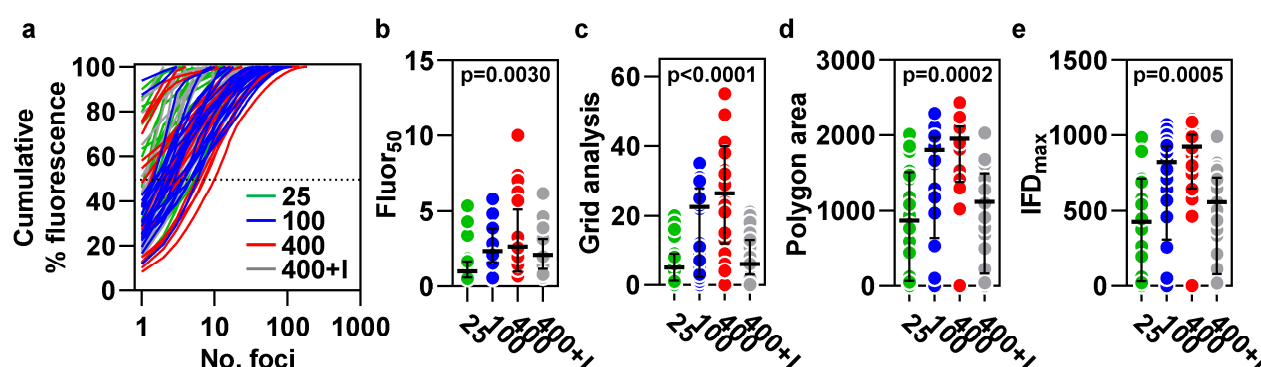 a
Cumulative
% fluorescence
100
80
60
40
20
0
1
10
100
1000
No. foci
25
100
400
400+I
b
Fluor50
15
10
5
0
p=0.0030
25
100
400
400+I
c
Grid analysis
60
40
20
0
p<0.0001
25
100
400
400+I
d
Polygon area
3000
2000
1000
0
p=0.0002
25
100
400
400+I
e
IFDmax
1500
1000
500
0
p=0.0005
25
100
400
400+I